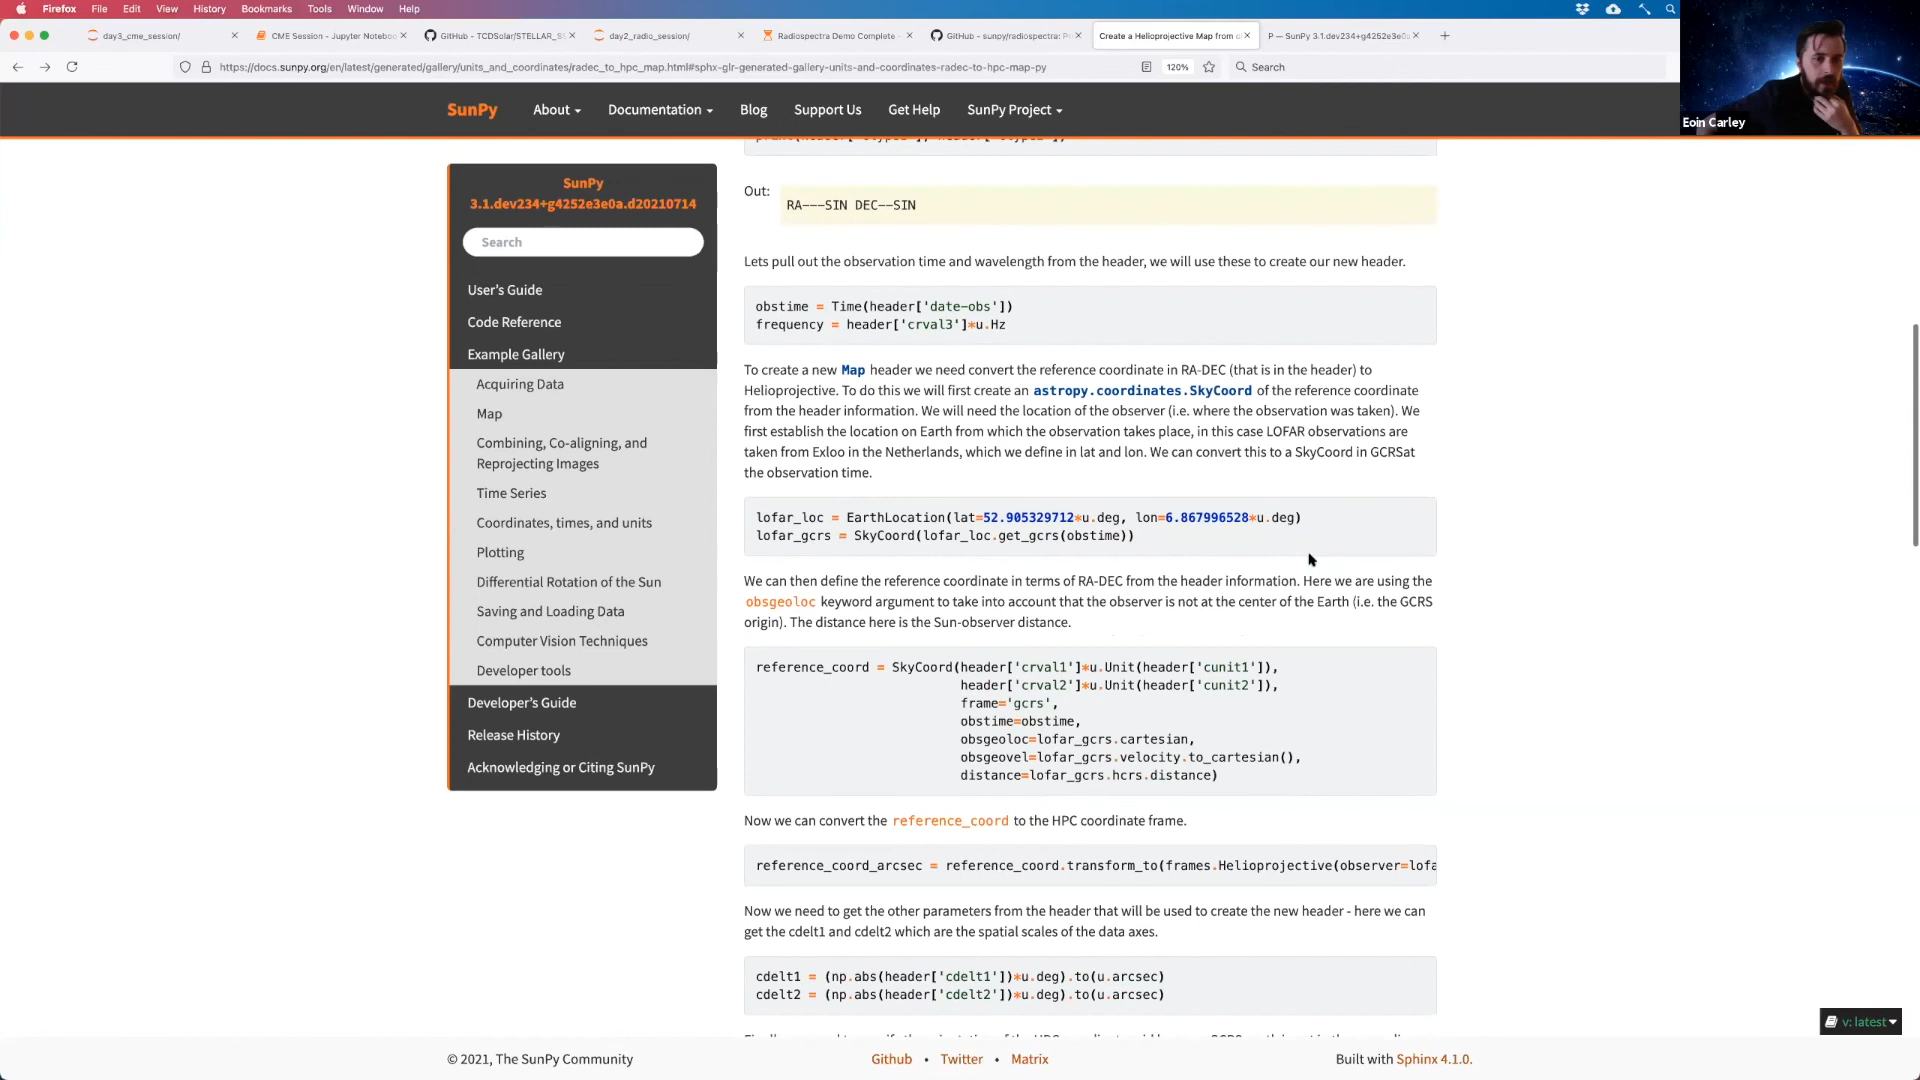 Firefox File Edit View History Bookmarks Tools Window Help
day3_cme_session/
CME Session - Jupyter Noteboo
GitHub - TCDSolar/STELLAR_S
day2_radio_session/
Radiospectra Demo Complete -
GitHub - sunpy/radiospectra: P
Create a Helioprojective Map from
P — SunPy 3.1.dev234+g4252e3e0
https://docs.sunpy.org/en/latest/generated/gallery/units_and_coordinates/radec_to_hpc_map.html#sphx-glr-generated-gallery-units-and-coordinates-radec-to-hpc-map-py
120%
Search
Eoin Carley
SunPy About Documentation Blog Support Us Get Help SunPy Project
SunPy
3.1.dev234+g4252e3e0a.d20210714
Search
User's Guide
Code Reference
Example Gallery
Acquiring Data
Map
Combining, Co-aligning, and
Reprojecting Images
Time Series
Coordinates, times, and units
Plotting
Differential Rotation of the Sun
Saving and Loading Data
Computer Vision Techniques
Developer tools
Developer's Guide
Release History
Acknowledging or Citing SunPy
Out:
RA---SIN DEC--SIN
Lets pull out the observation time and wavelength from the header, we will use these to create our new header.
obstime = Time(header['date-obs'])
frequency = header['crval3']*u.Hz
To create a new Map header we need convert the reference coordinate in RA-DEC (that is in the header) to
Helioprojective. To do this we will first create an astropy.coordinates.SkyCoord of the reference coordinate
from the header information. We will need the location of the observer (i.e. where the observation was taken). We
first establish the location on Earth from which the observation takes place, in this case LOFAR observations are
taken from Exloo in the Netherlands, which we define in lat and lon. We can convert this to a SkyCoord in GCRSat
the observation time.
lofar_loc = EarthLocation(lat=52.905329712*u.deg, lon=6.867996528*u.deg)
lofar_gcrs = SkyCoord(lofar_loc.get_gcrs(obstime))
We can then define the reference coordinate in terms of RA-DEC from the header information. Here we are using the
obsgeoloc keyword argument to take into account that the observer is not at the center of the Earth (i.e. the GCRS
origin). The distance here is the Sun-observer distance.
reference_coord = SkyCoord(header['crval1']*u.Unit(header['cunit1']),
header['crval2']*u.Unit(header['cunit2']),
frame='gcrs',
obstime=obstime,
obsgeoloc=lofar_gcrs.cartesian,
obsgeovel=lofar_gcrs.velocity.to_cartesian(),
distance=lofar_gcrs.hcrs.distance)
Now we can convert the reference_coord to the HPC coordinate frame.
reference_coord_arcsec = reference_coord.transform_to(frames.Helioprojective(observer=lofa
Now we need to get the other parameters from the header that will be used to create the new header - here we can
get the cdelt1 and cdelt2 which are the spatial scales of the data axes.
cdelt1 = (np.abs(header['cdelt1'])*u.deg).to(u.arcsec)
cdelt2 = (np.abs(header['cdelt2'])*u.deg).to(u.arcsec)
v: latest
© 2021, The SunPy Community
Github • Twitter • Matrix
Built with Sphinx 4.1.0.